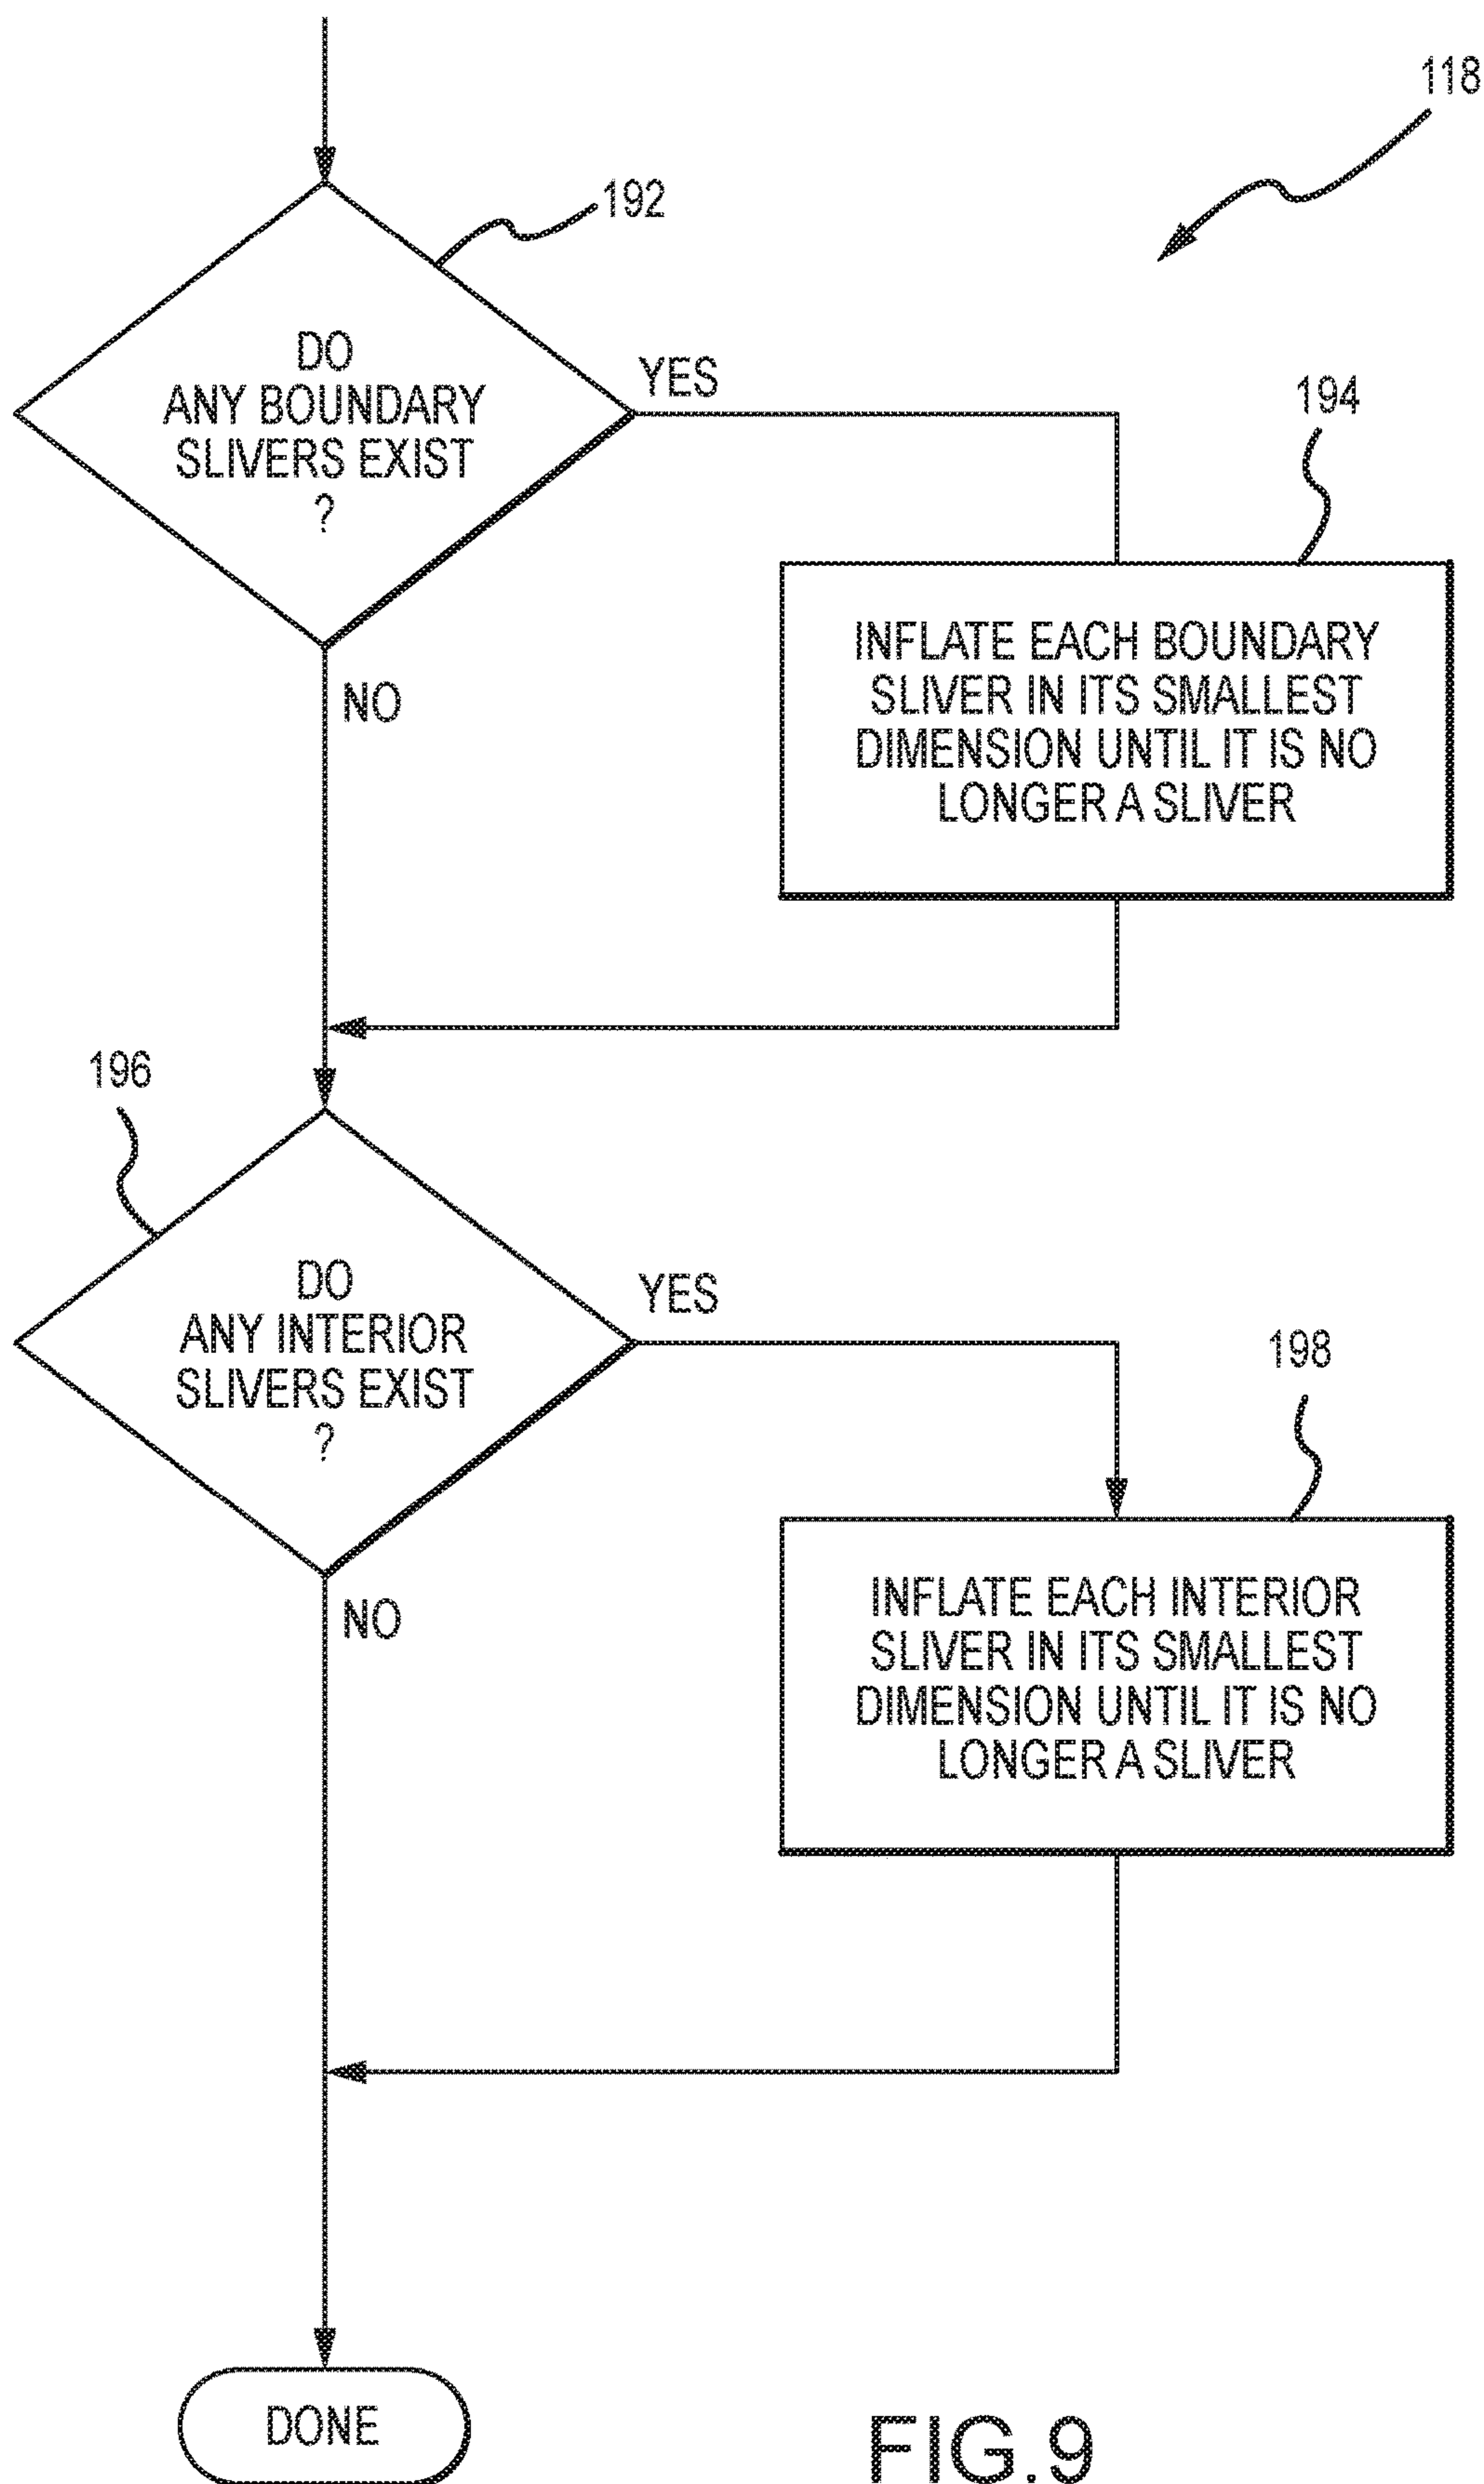 118
192
DO
ANY BOUNDARY
SLIVERS EXIST
?
YES
NO
194
INFLATE EACH BOUNDARY
SLIVER IN ITS SMALLEST
DIMENSION UNTIL IT IS NO
LONGER A SLIVER
196
DO
ANY INTERIOR
SLIVERS EXIST
?
YES
NO
198
INFLATE EACH INTERIOR
SLIVER IN ITS SMALLEST
DIMENSION UNTIL IT IS NO
LONGER A SLIVER
DONE
FIG.9